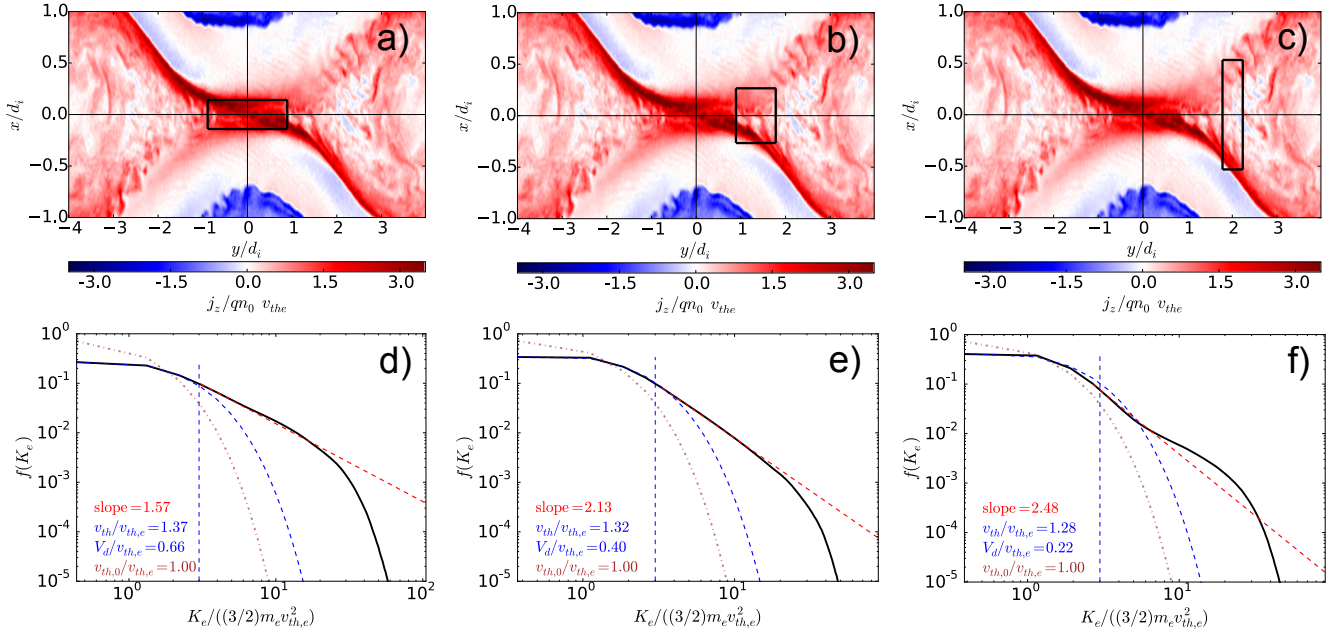 a)
1.0
0.5
0.0
−0.5
−1.0
x/d_i
−4 −3 −2 −1 0 1 2 3
y/d_i
−3.0 −1.5 0.0 1.5 3.0
j_z/qn_0 v_the
b)
1.0
0.5
0.0
−0.5
−1.0
x/d_i
−4 −3 −2 −1 0 1 2 3
y/d_i
−3.0 −1.5 0.0 1.5 3.0
j_z/qn_0 v_the
c)
1.0
0.5
0.0
−0.5
−1.0
x/d_i
−4 −3 −2 −1 0 1 2 3
y/d_i
−3.0 −1.5 0.0 1.5 3.0
j_z/qn_0 v_the
d)
10^0
10^-1
10^-2
10^-3
10^-4
10^-5
f(K_e)
slope=1.57
v_th/v_th,e=1.37
V_d/v_th,e=0.66
v_th,0/v_th,e=1.00
10^0 10^1 10^2
K_e/((3/2)m_e v_th,e^2)
e)
10^0
10^-1
10^-2
10^-3
10^-4
10^-5
f(K_e)
slope=2.13
v_th/v_th,e=1.32
V_d/v_th,e=0.40
v_th,0/v_th,e=1.00
10^0 10^1
K_e/((3/2)m_e v_th,e^2)
f)
10^0
10^-1
10^-2
10^-3
10^-4
10^-5
f(K_e)
slope=2.48
v_th/v_th,e=1.28
V_d/v_th,e=0.22
v_th,0/v_th,e=1.00
10^0 10^1
K_e/((3/2)m_e v_th,e^2)